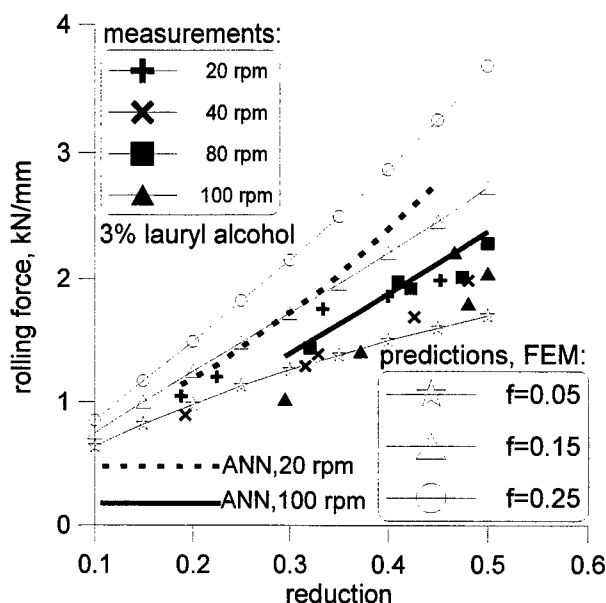 4
3
2
1
0
rolling force, kN/mm
measurements:
20 rpm
40 rpm
80 rpm
100 rpm
3% lauryl alcohol
predictions, FEM:
f=0.05
f=0.15
f=0.25
ANN,20 rpm
ANN,100 rpm
0.1 0.2 0.3 0.4 0.5 0.6
reduction